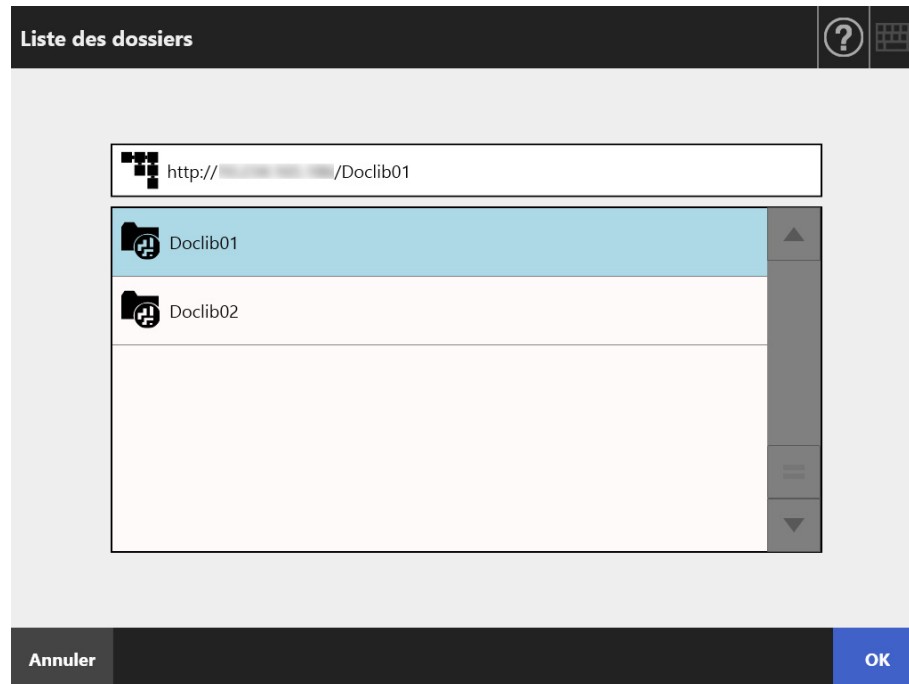 Liste des dossiers
http:// /Doclib01
Doclib01
Doclib02
Annuler
OK